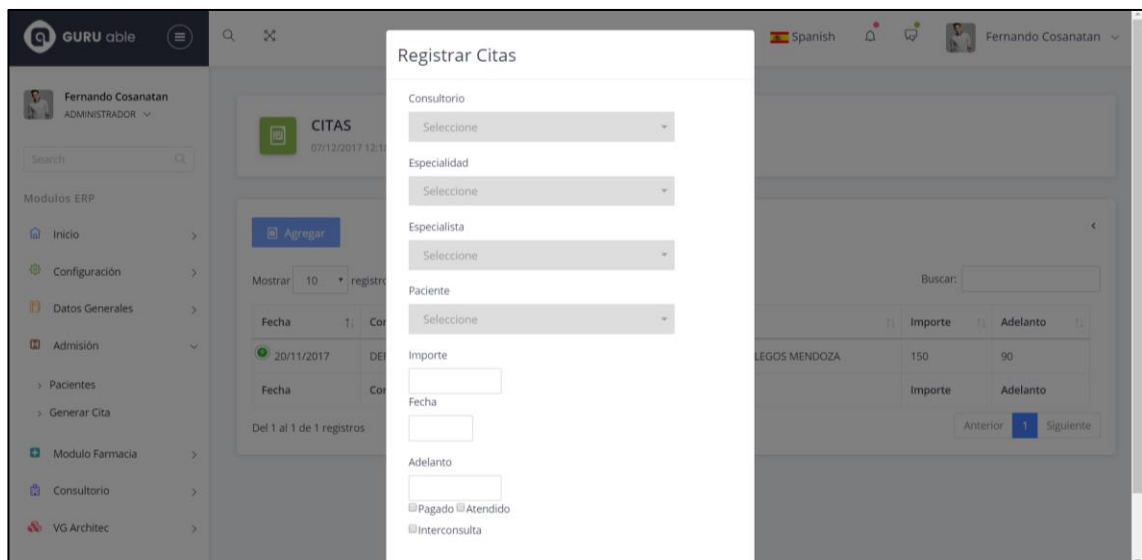 GURU able
Spanish
Fernando Cosanatan
Fernando Cosanatan
ADMINISTRADOR
Search
Modulos ERP
Inicio
Configuración
Datos Generales
Admisión
Pacientes
Generar Cita
Modulo Farmacia
Consultorio
VG Architec
CITAS
07/12/2017
Agregar
Mostrar 10
Buscar:
Fecha Importe Adelanto
20/11/2017 MENDOZA 150 90
Fecha Importe Adelanto
Del 1 al 1 de 1 registros
Anterior 1 Siguiente
Registrar Citas
Consultorio
Seleccione
Especialidad
Seleccione
Especialista
Seleccione
Paciente
Seleccione
Importe
Fecha
Adelanto
Pagado Atendido
Interconsulta